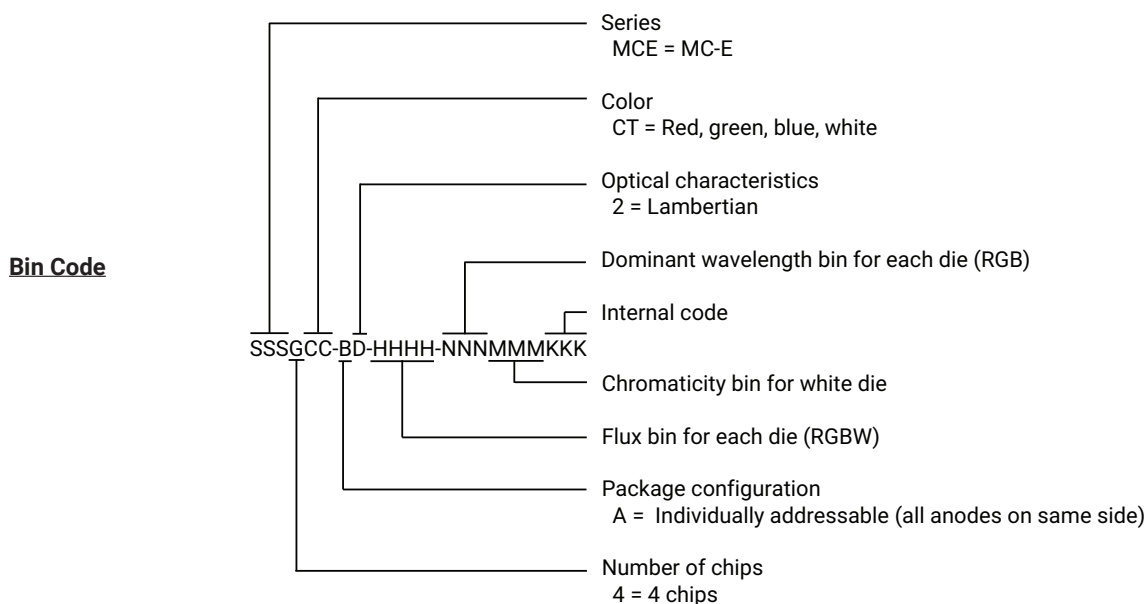 Series
MCE = MC-E
Color
CT = Red, green, blue, white
Optical characteristics
2 = Lambertian
Dominant wavelength bin for each die (RGB)
Bin Code
Internal code
SSSGCC-BD-HHHH-NNNMMMKKK
Chromaticity bin for white die
Flux bin for each die (RGBW)
Package configuration
A = Individually addressable (all anodes on same side)
Number of chips
4 = 4 chips